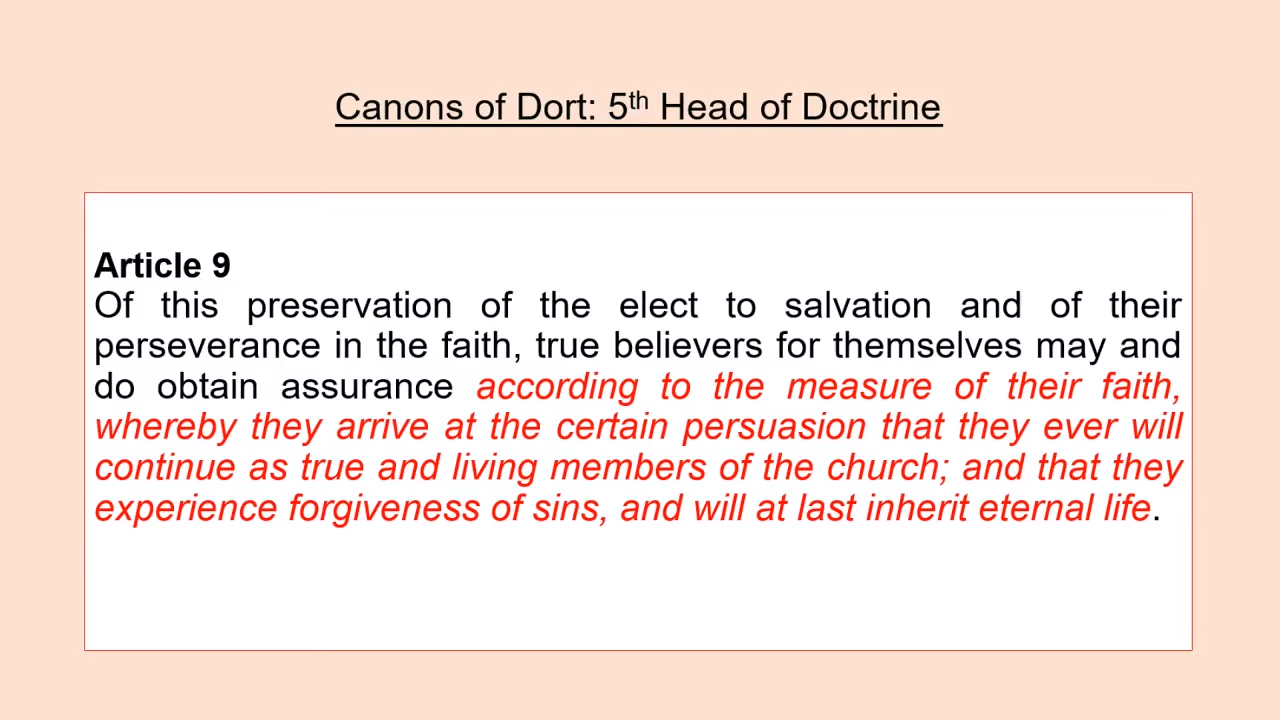 Canons of Dort: 5th Head of Doctrine
Article 9
Of this preservation of the elect to salvation and of their
perseverance in the faith, true believers for themselves may and
do obtain assurance according to the measure of their faith,
whereby they arrive at the certain persuasion that they ever will
continue as true and living members of the church; and that they
experience forgiveness of sins, and will at last inherit eternal life.